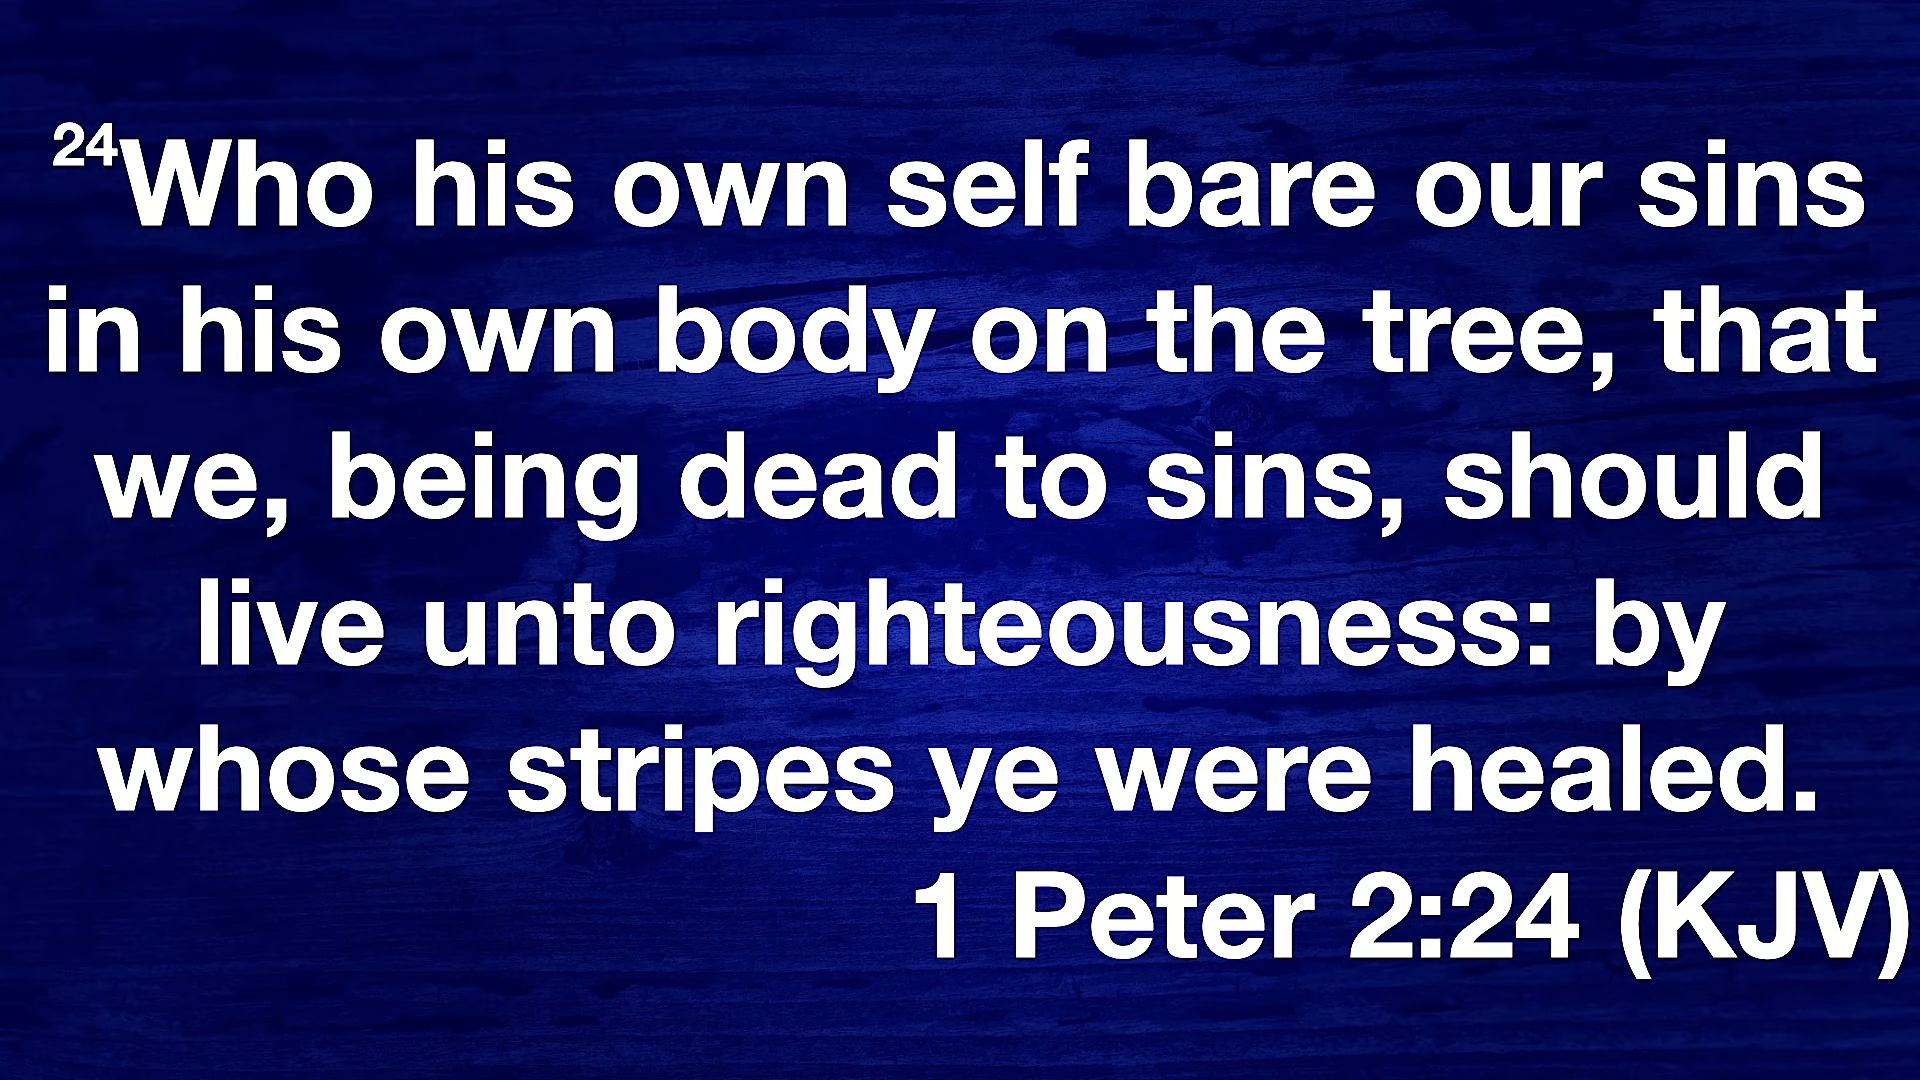 24Who his own self bare our sins
in his own body on the tree, that
we, being dead to sins, should
live unto righteousness: by
whose stripes ye were healed.
1 Peter 2:24 (KJV)